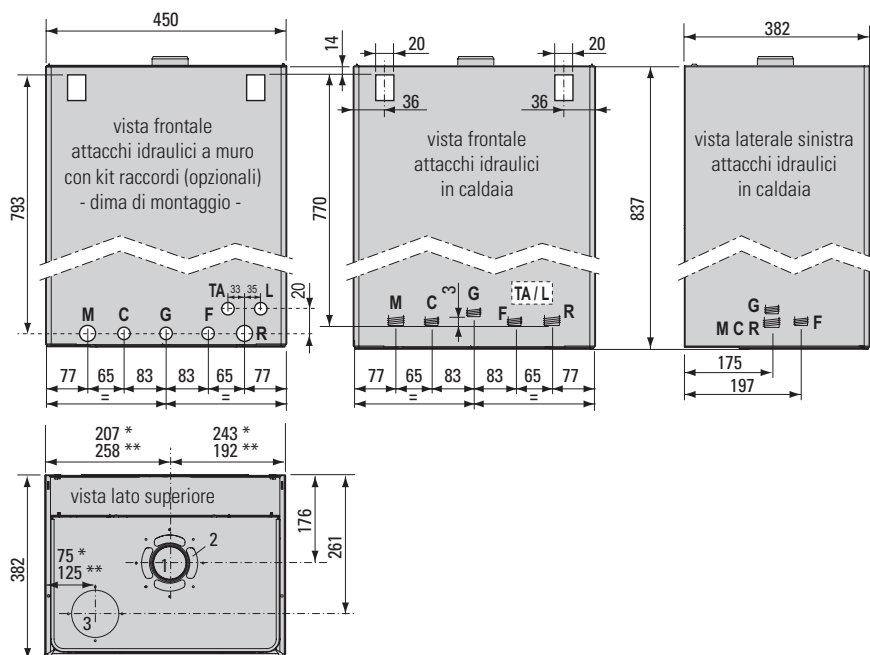 450
793
vista frontale
attacchi idraulici a muro
con kit raccordi (opzionali)
- dima di montaggio -
TA 33 35 L
20
M C G F R
77 65 83 83 65 77
= =
14
20 20
36 36
770
vista frontale
attacchi idraulici
in caldaia
M C 3 G F TA / L R
77 65 83 83 65 77
= =
382
837
vista laterale sinistra
attacchi idraulici
in caldaia
G
M C R F
175
197
207 * 243 *
258 ** 192 **
vista lato superiore
382
176
261
75 *
125 **
1
2
3